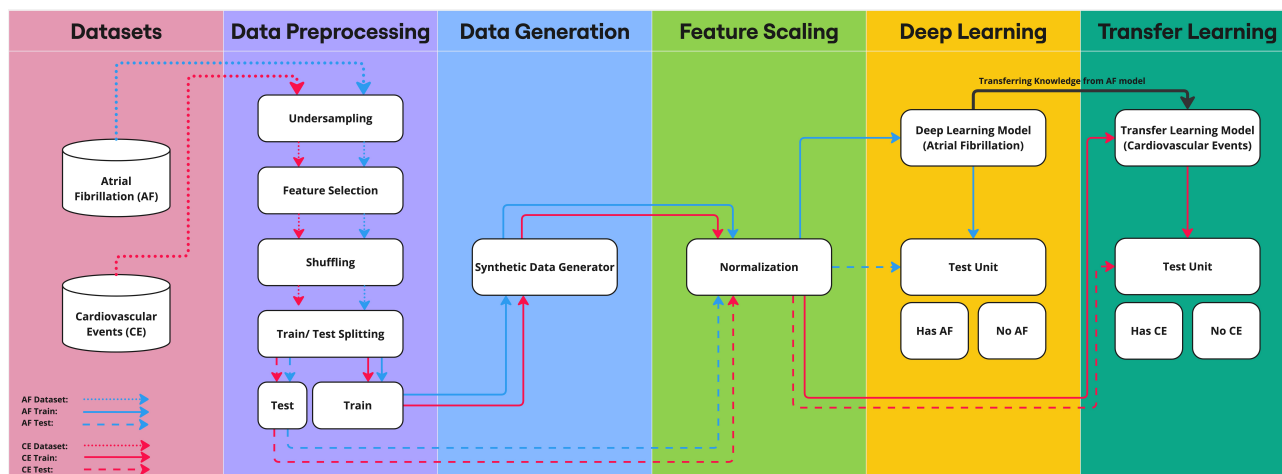 Datasets
Data Preprocessing
Data Generation
Feature Scaling
Deep Learning
Transfer Learning
Transferring Knowledge from AF model
Undersampling
Deep Learning Model
(Atrial Fibrillation)
Transfer Learning Model
(Cardiovascular Events)
Atrial
Fibrillation (AF)
Feature Selection
Shuffling
Synthetic Data Generator
Normalization
Test Unit
Test Unit
Cardiovascular
Events (CE)
Train/ Test Splitting
Has AF
No AF
Has CE
No CE
Test
Train
AF Dataset:
AF Train:
AF Test:
CE Dataset:
CE Train:
CE Test: